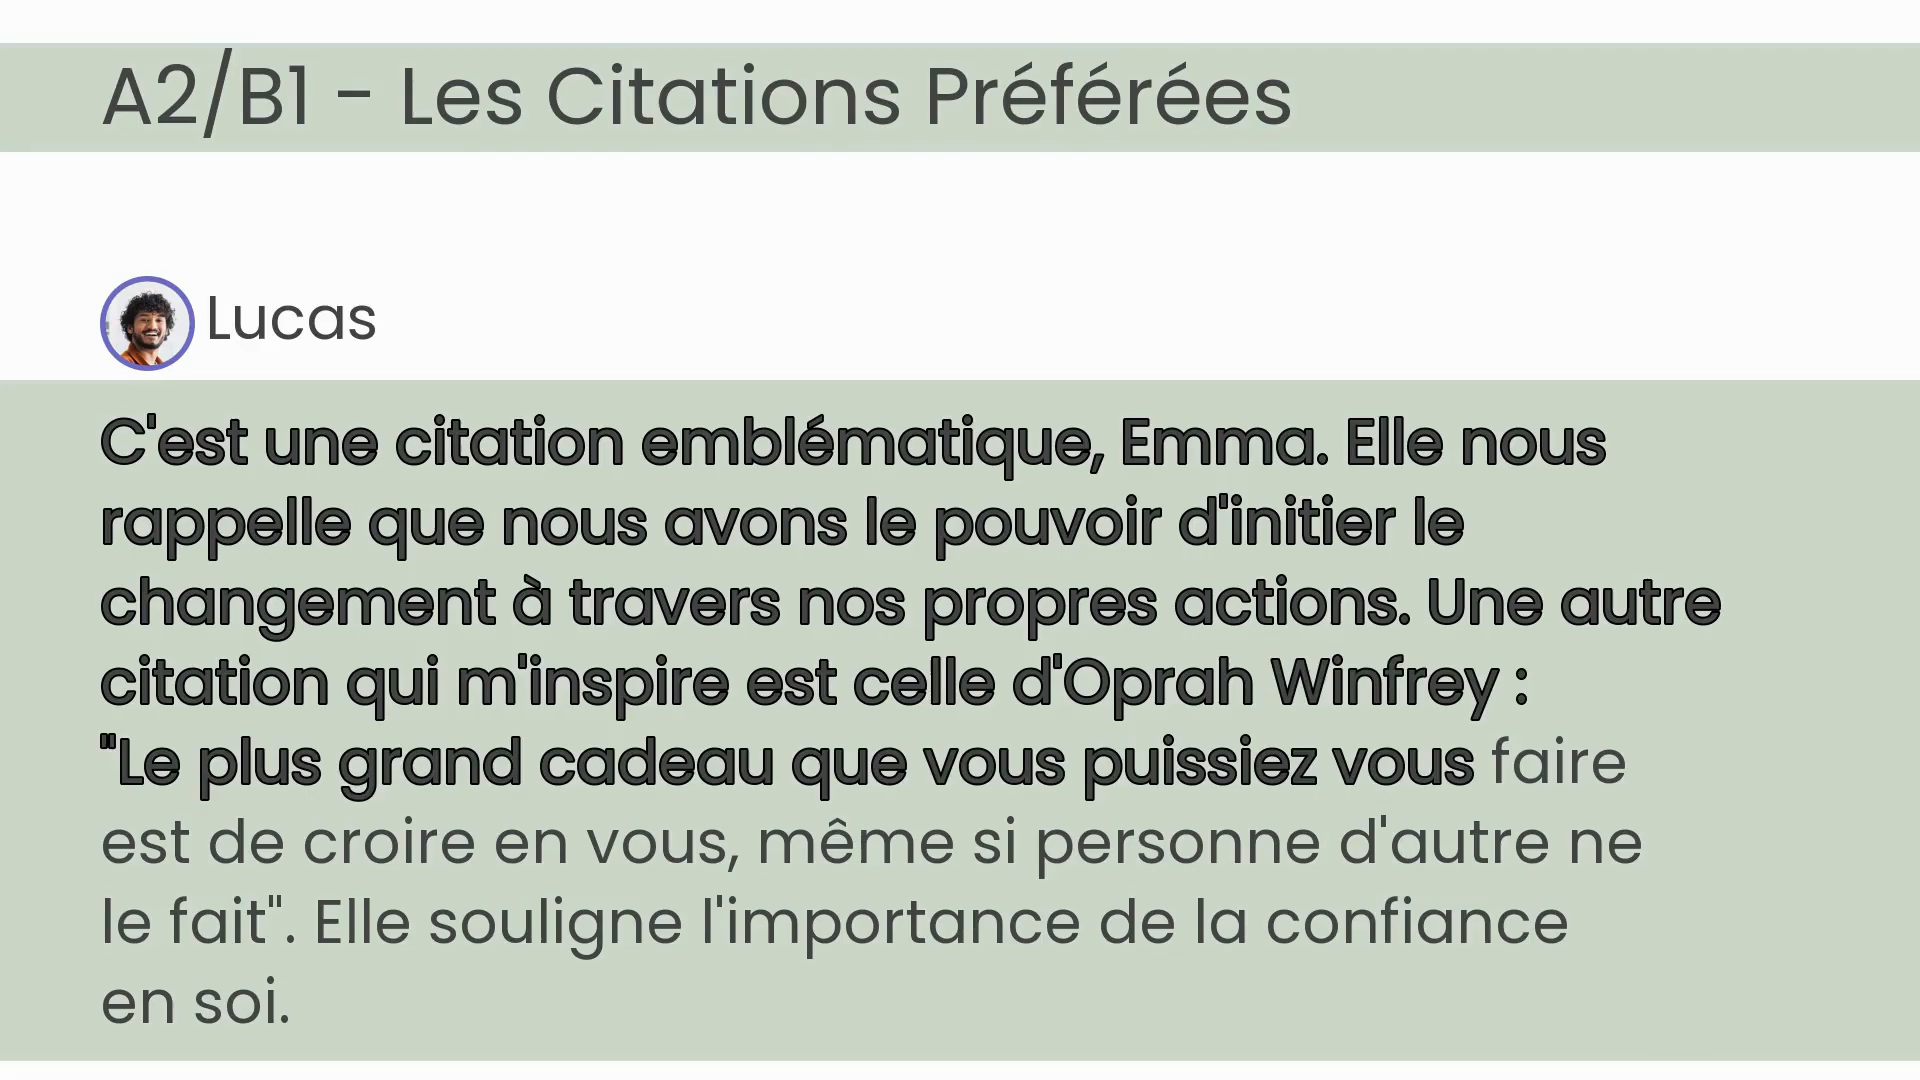 A2/B1 - Les Citations Préférées
Lucas
C'est une citation emblématique, Emma. Elle nous
rappelle que nous avons le pouvoir d'initier le
changement à travers nos propres actions. Une autre
citation qui m'inspire est celle d'Oprah Winfrey :
"Le plus grand cadeau que vous puissiez vous faire
est de croire en vous, même si personne d'autre ne
le fait". Elle souligne l'importance de la confiance
en soi.